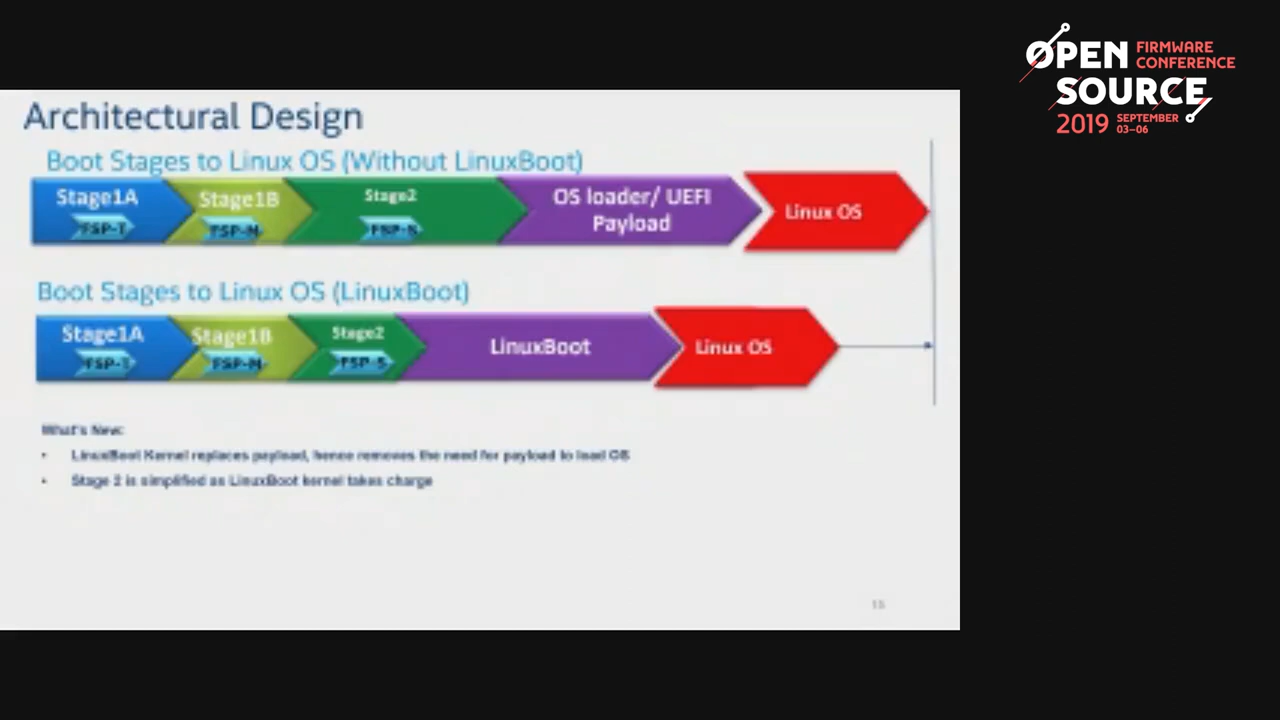 OPEN FIRMWARE
CONFERENCE
SOURCE
2019 SEPTEMBER
03–06
Architectural Design
Boot Stages to Linux OS (Without LinuxBoot)
Stage1A Stage1B Stage2 OS loader/ UEFI
Payload Linux OS
FSP-T FSP-M FSP-S
Boot Stages to Linux OS (LinuxBoot)
Stage1A Stage1B Stage2 LinuxBoot Linux OS
FSP-T FSP-M FSP-S
What's New:
• LinuxBoot Kernel replaces payload, hence removes the need for payload to load OS
• Stage 2 is simplified as LinuxBoot kernel takes charge